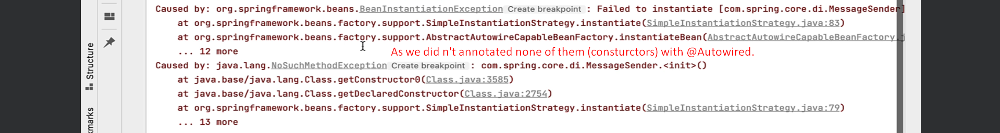 Caused by: org.springframework.beans.BeanInstantiationException Create breakpoint : Failed to instantiate [com.spring.core.di.MessageSender]
at org.springframework.beans.factory.support.SimpleInstantiationStrategy.instantiate(SimpleInstantiationStrategy.java:83)
at org.springframework.beans.factory.support.AbstractAutowireCapableBeanFactory.instantiateBean(AbstractAutowireCapableBeanFactory.j
... 12 more
As we did n't annotated none of them (consturctors) with @Autowired.
Caused by: java.lang.NoSuchMethodException Create breakpoint : com.spring.core.di.MessageSender.<init>()
at java.base/java.lang.Class.getConstructor0(Class.java:3585)
at java.base/java.lang.Class.getDeclaredConstructor(Class.java:2754)
at org.springframework.beans.factory.support.SimpleInstantiationStrategy.instantiate(SimpleInstantiationStrategy.java:79)
... 13 more
Structure
kmarks